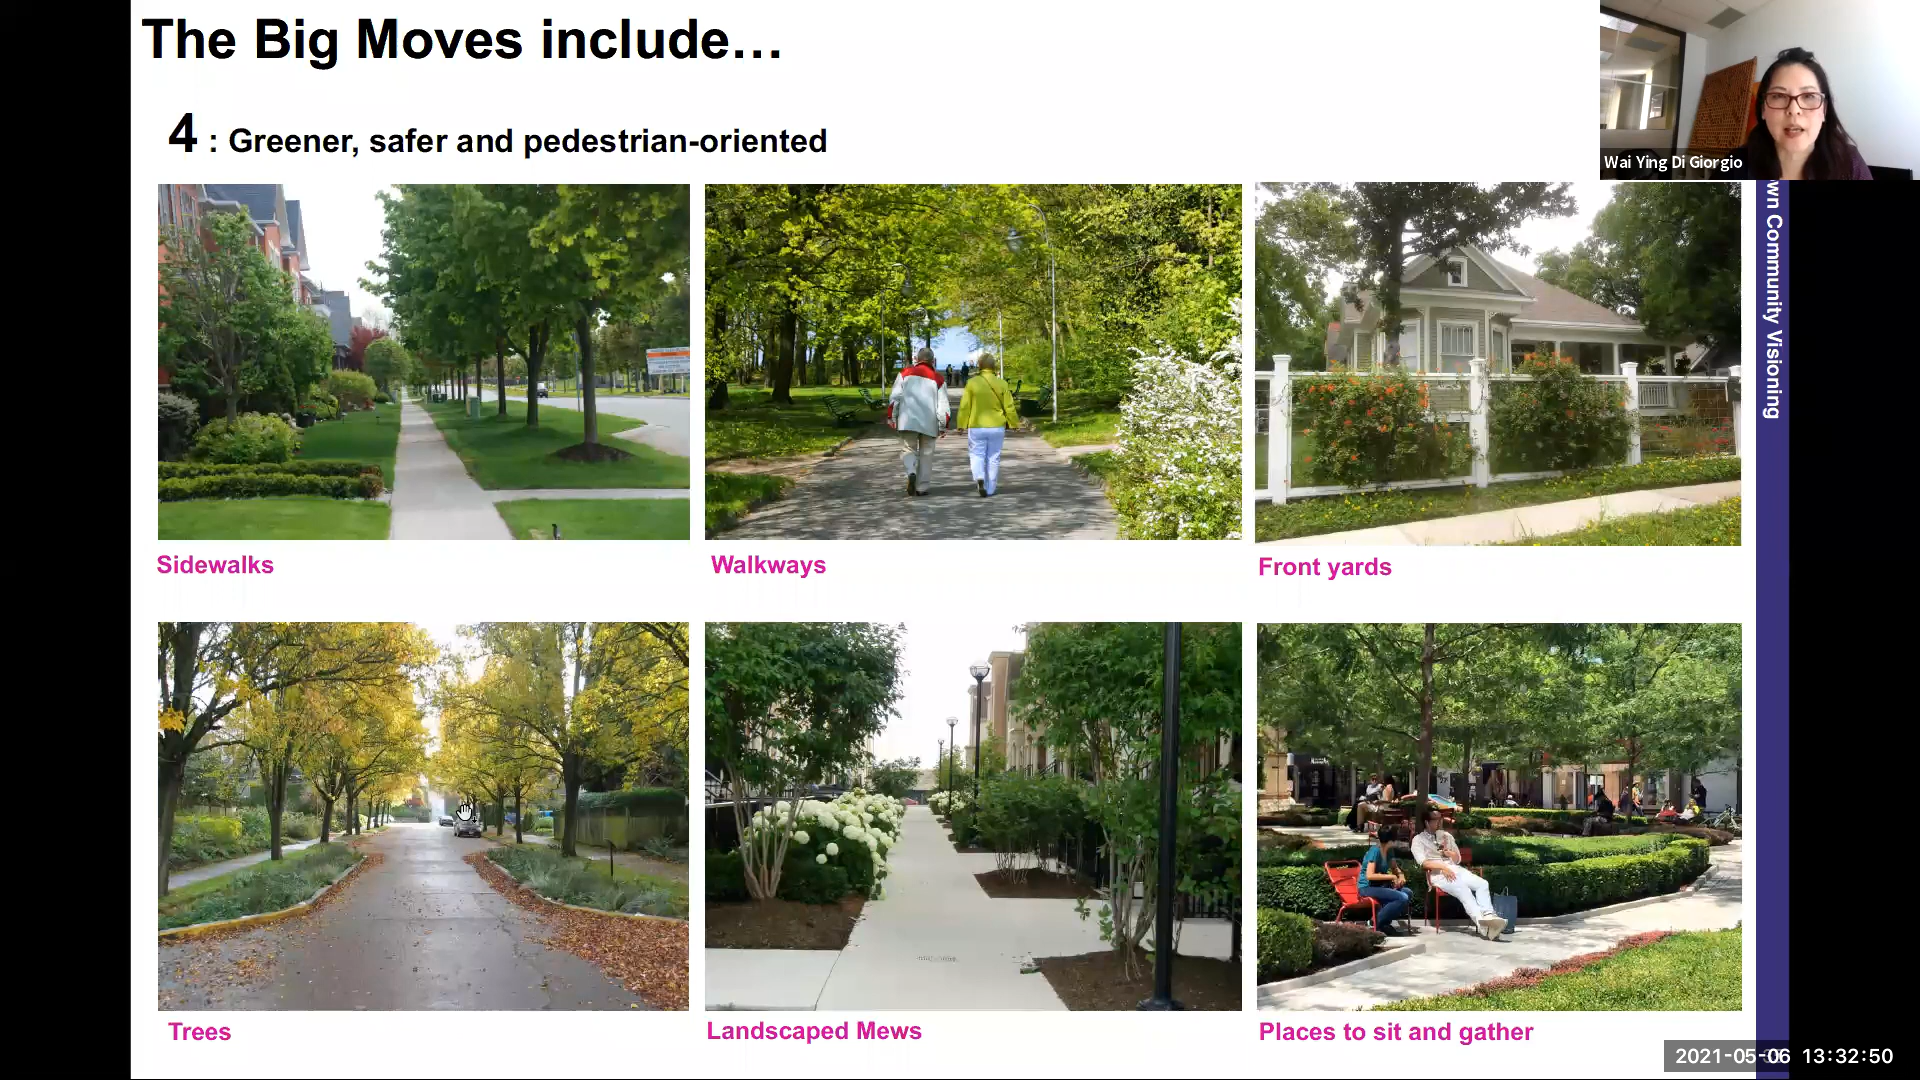 The Big Moves include…
4 : Greener, safer and pedestrian-oriented
Wai Ying Di Giorgio
Community Visioning
Sidewalks
Walkways
Front yards
Trees
Landscaped Mews
Places to sit and gather
2021-05-06 13:32:50